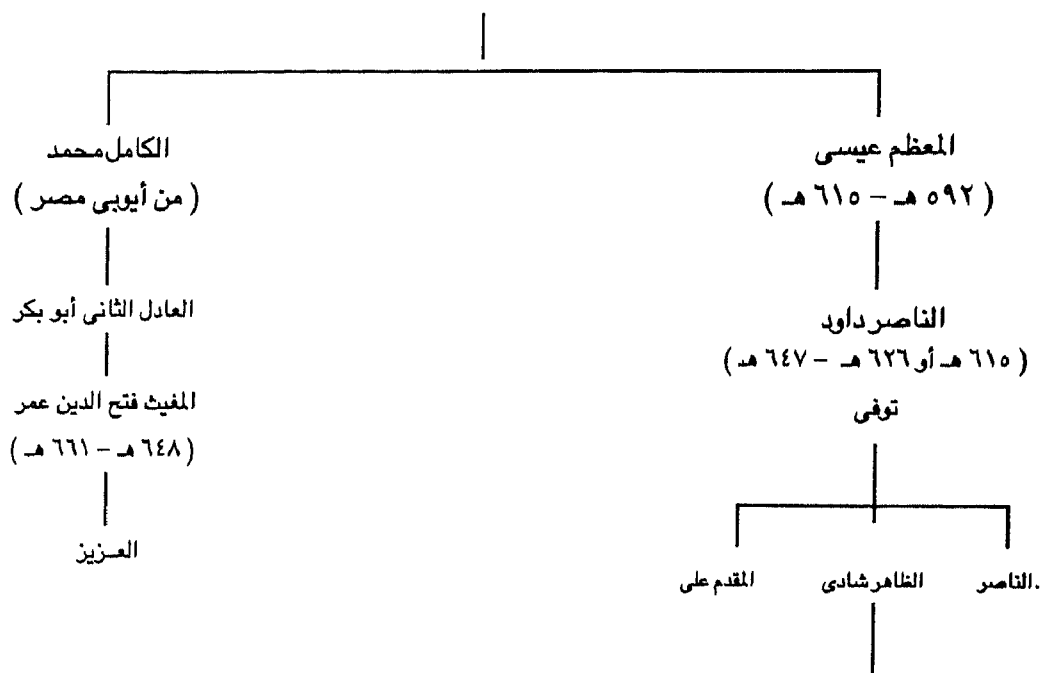 المعظم عيسى
( ٥٩٢ هـ – ٦١٥ هـ )
الناصر داود
( ٦١٥ هـ أو ٦٢٦ هـ – ٦٤٧ هـ )
توفى
.الناصر
الظاهر شادى
المقدم على
الكامل محمد
( من أيوبى مصر )
العادل الثانى أبو بكر
المغيث فتح الدين عمر
( ٦٤٨ هـ – ٦٦١ هـ )
العـزيز